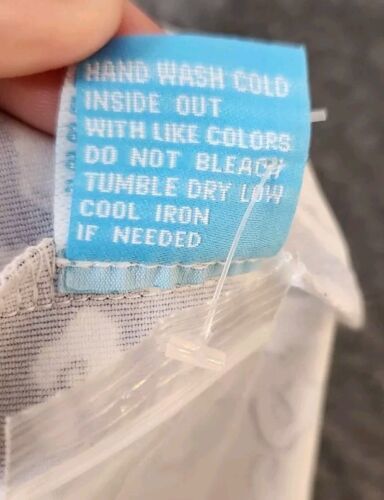 HAND WASH COLD
INSIDE OUT
WITH LIKE COLORS
DO NOT BLEACH
TUMBLE DRY LOW
COOL IRON
IF NEEDED